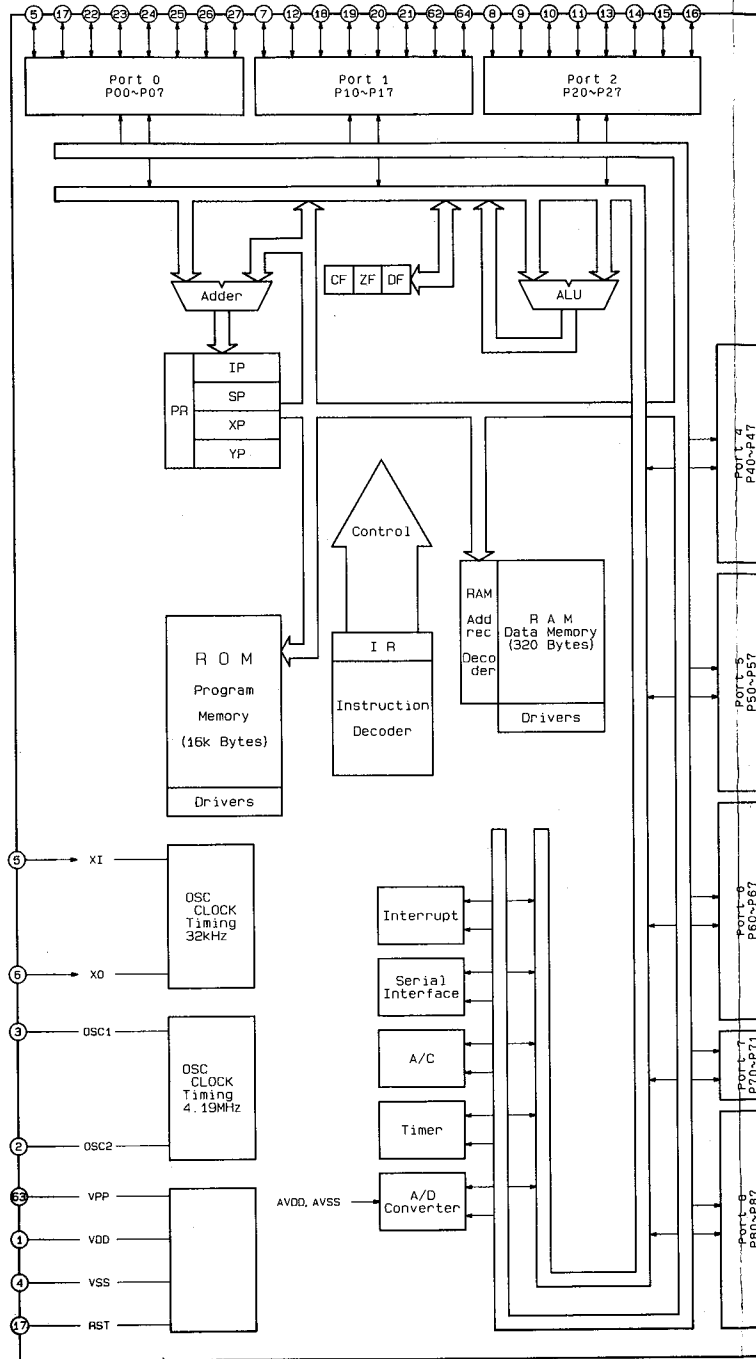 5 17 22 23 24 25 26 27 7 12 18 19 20 21 62 64 8 9 10 11 13 14 15 16
Port 0
P00~P07
Port 1
P10~P17
Port 2
P20~P27
Adder
CF ZF DF
ALU
PR
IP
SP
XP
YP
Port 4
P40~P47
Control
RAM
Add
rec
Deco
der
R A M
Data Memory
(320 Bytes)
Drivers
R O M
Program
Memory
(16k Bytes)
Drivers
I R
Instruction
Decoder
Port 5
P50~P57
5 XI
OSC
CLOCK
Timing
32kHz
6 XO
Interrupt
Port 6
P60~P67
Serial
Interface
3 OSC1
OSC
CLOCK
Timing
4.19MHz
2 OSC2
A/C
Port 7
P70~P71
Timer
63 VPP
1 VDD
4 VSS
17 RST
AVDD, AVSS
A/D
Converter
Port 8
P80~P87